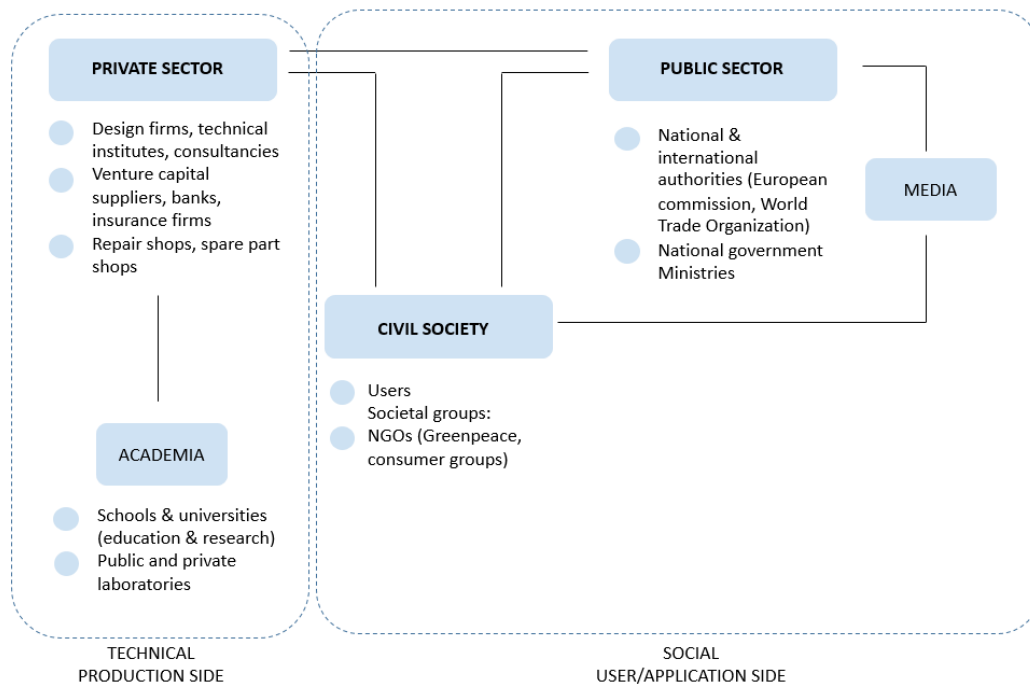 PRIVATE SECTOR
Design firms, technical
institutes, consultancies
Venture capital
suppliers, banks,
insurance firms
Repair shops, spare part
shops
ACADEMIA
Schools & universities
(education & research)
Public and private
laboratories
TECHNICAL
PRODUCTION SIDE
PUBLIC SECTOR
National &
international
authorities (European
commission, World
Trade Organization)
National government
Ministries
MEDIA
CIVIL SOCIETY
Users
Societal groups:
NGOs (Greenpeace,
consumer groups)
SOCIAL
USER/APPLICATION SIDE